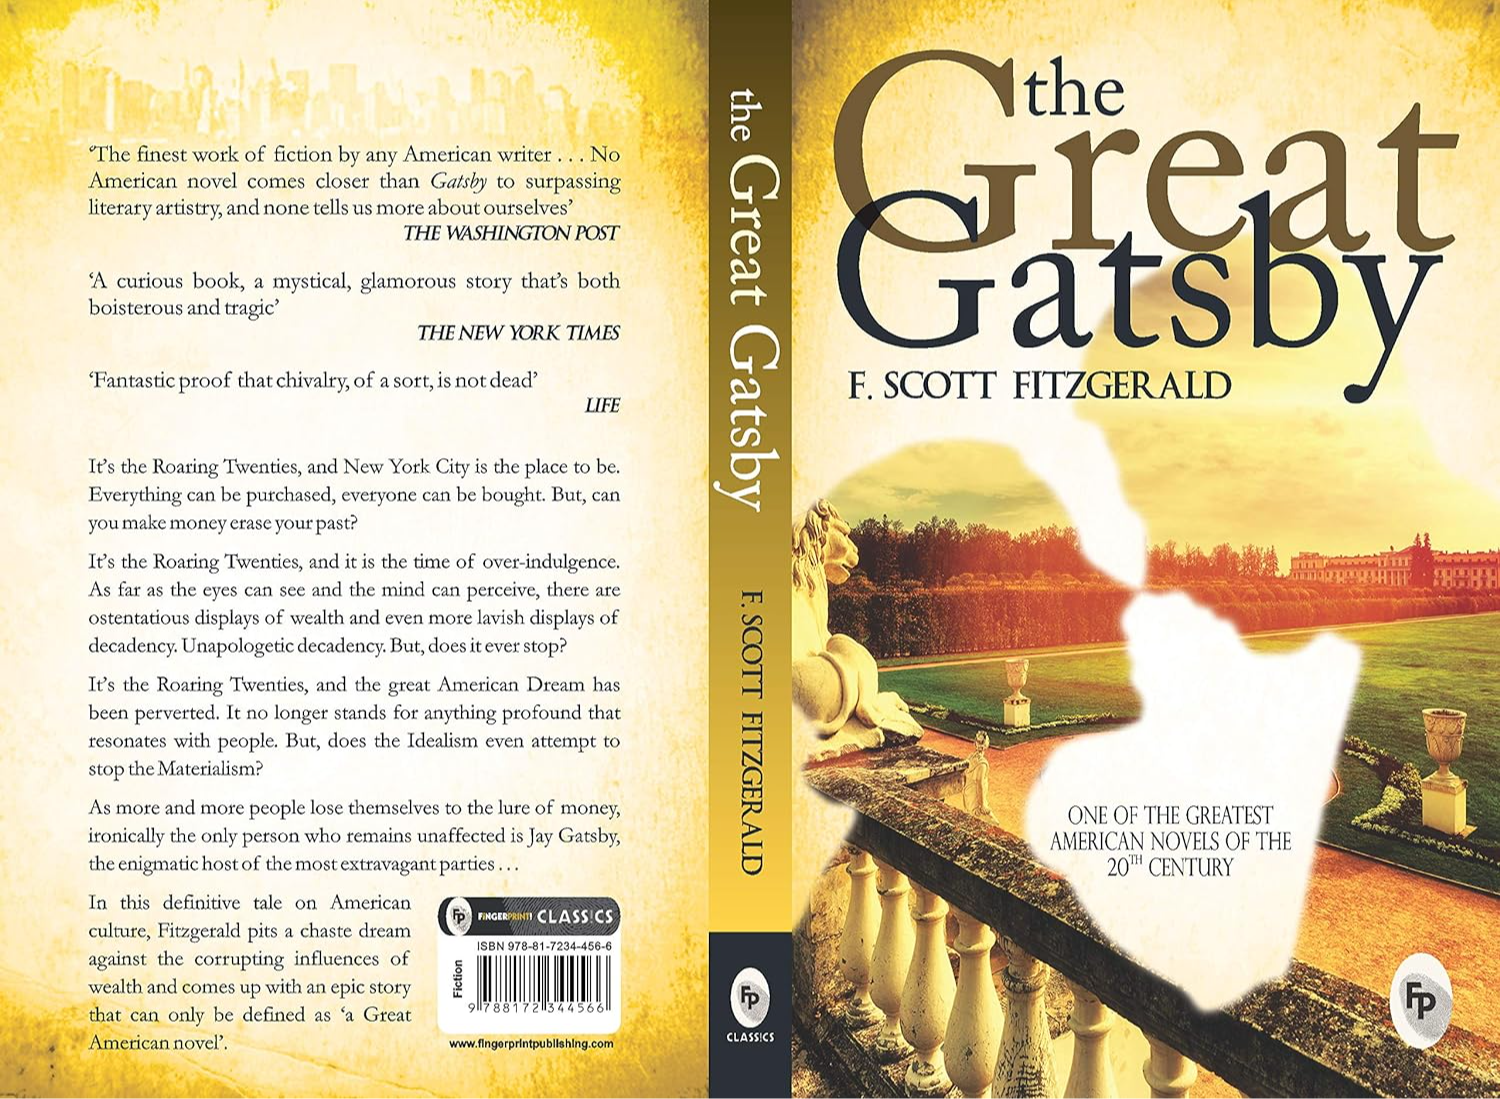 ‘The finest work of fiction by any American writer . . . No
American novel comes closer than Gatsby to surpassing
literary artistry, and none tells us more about ourselves’
THE WASHINGTON POST
‘A curious book, a mystical, glamorous story that’s both
boisterous and tragic’
THE NEW YORK TIMES
‘Fantastic proof that chivalry, of a sort, is not dead’
LIFE
It’s the Roaring Twenties, and New York City is the place to be.
Everything can be purchased, everyone can be bought. But, can
you make money erase your past?
It’s the Roaring Twenties, and it is the time of over-indulgence.
As far as the eyes can see and the mind can perceive, there are
ostentatious displays of wealth and even more lavish displays of
decadency. Unapologetic decadency. But, does it ever stop?
It’s the Roaring Twenties, and the great American Dream has
been perverted. It no longer stands for anything profound that
resonates with people. But, does the Idealism even attempt to
stop the Materialism?
As more and more people lose themselves to the lure of money,
ironically the only person who remains unaffected is Jay Gatsby,
the enigmatic host of the most extravagant parties . . .
In this definitive tale on American
culture, Fitzgerald pits a chaste dream
against the corrupting influences of
wealth and comes up with an epic story
that can only be defined as ‘a Great
American novel’.
FP FiNGERPRINT! CLASS!CS
ISBN 978-81-7234-456-6
Fiction
9 788172 344566
www.fingerprintpublishing.com
the Great Gatsby
F. SCOTT FITZGERALD
FP
CLASS!CS
the
Great
Gatsby
F. SCOTT FITZGERALD
ONE OF THE GREATEST
AMERICAN NOVELS OF THE
20TH CENTURY
FP